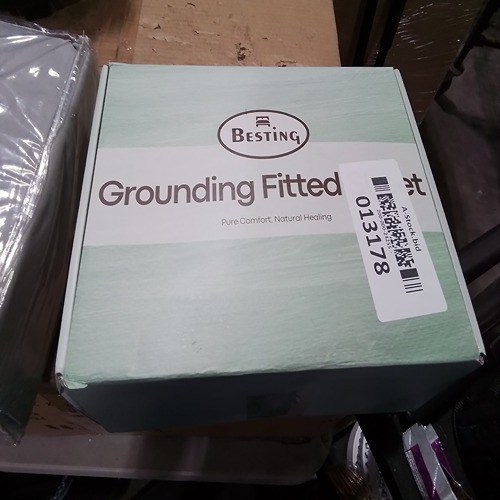 BESTING
Grounding Fitted
Pure Comfort, Natural Healing
A.Stock.bid
013178